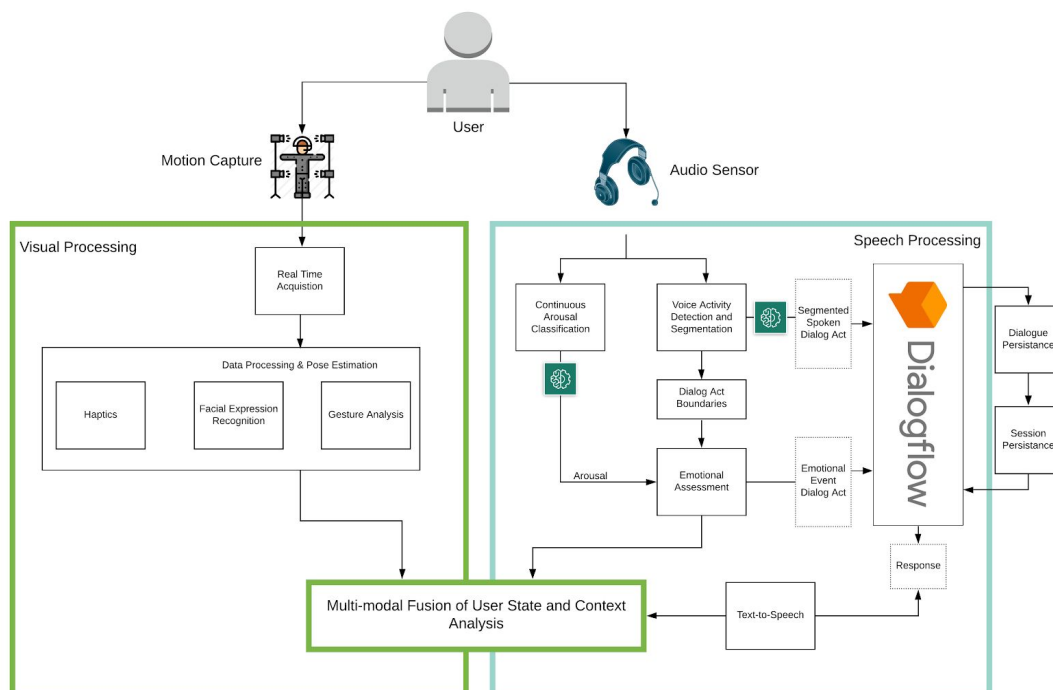 User
Motion Capture
Audio Sensor
Visual Processing
Speech Processing
Real Time
Acquistion
Data Processing & Pose Estimation
Haptics
Facial Expression
Recognition
Gesture Analysis
Continuous
Arousal
Classification
Voice Activity
Detection and
Segmentation
Segmented
Spoken
Dialog Act
Dialogflow
Dialogue
Persistance
Dialog Act
Boundaries
Session
Persistance
Arousal
Emotional
Assessment
Emotional
Event
Dialog Act
Response
Multi-modal Fusion of User State and Context
Analysis
Text-to-Speech